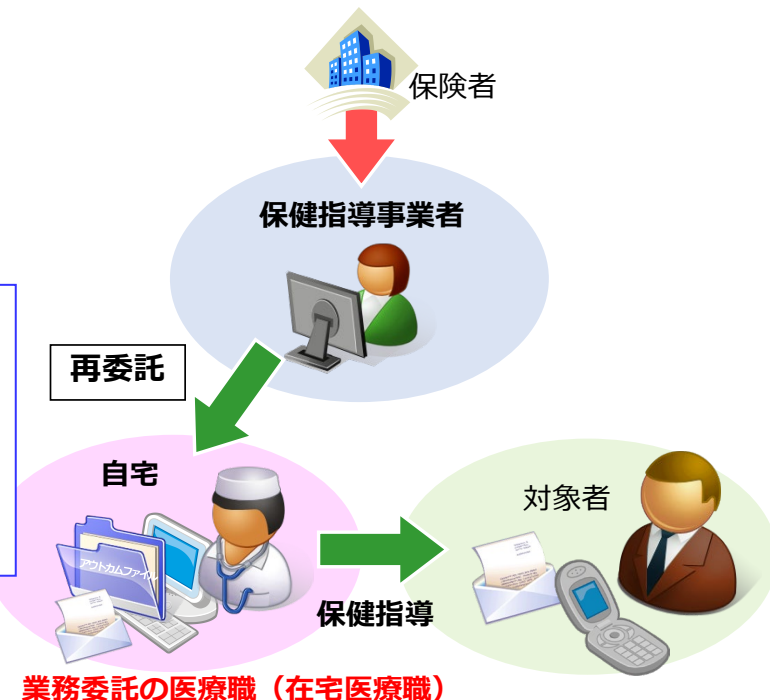 保険者
保健指導事業者
再委託
自宅
対象者
アウトカムファイル
保健指導
業務委託の医療職（在宅医療職）